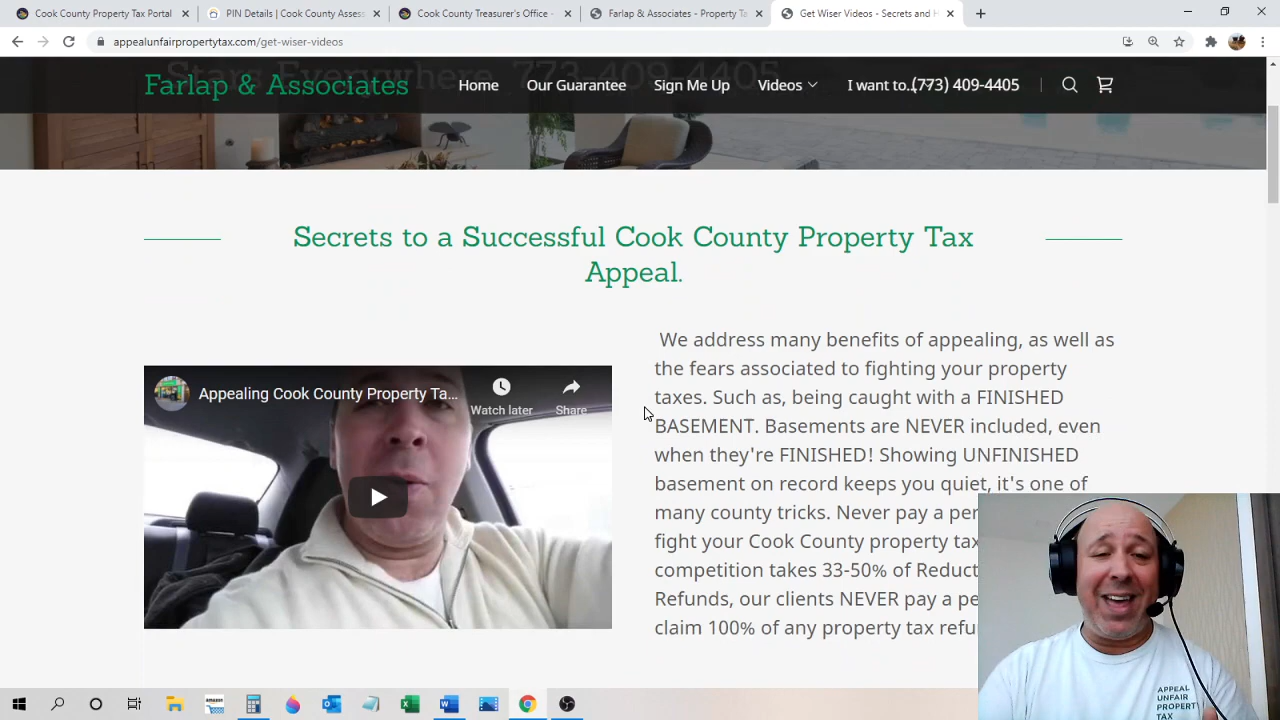 Cook County Property Tax Portal
PIN Details | Cook County Assess
Cook County Treasurer's Office -
Farlap & Associates - Property Ta
Get Wiser Videos - Secrets and H
appealunfairpropertytax.com/get-wiser-videos
Stars Everywhere 773-409-4405
Farlap & Associates
Home
Our Guarantee
Sign Me Up
Videos
I want to...
(773) 409-4405
Secrets to a Successful Cook County Property Tax
Appeal.
Appealing Cook County Property Ta...
Watch later
Share
We address many benefits of appealing, as well as
the fears associated to fighting your property
taxes. Such as, being caught with a FINISHED
BASEMENT. Basements are NEVER included, even
when they're FINISHED! Showing UNFINISHED
basement on record keeps you quiet, it's one of
many county tricks. Never pay a per
fight your Cook County property tax
competition takes 33-50% of Reduct
Refunds, our clients NEVER pay a pe
claim 100% of any property tax refu
APPEAL
UNFAIR
PROPERT
TAX
amazon